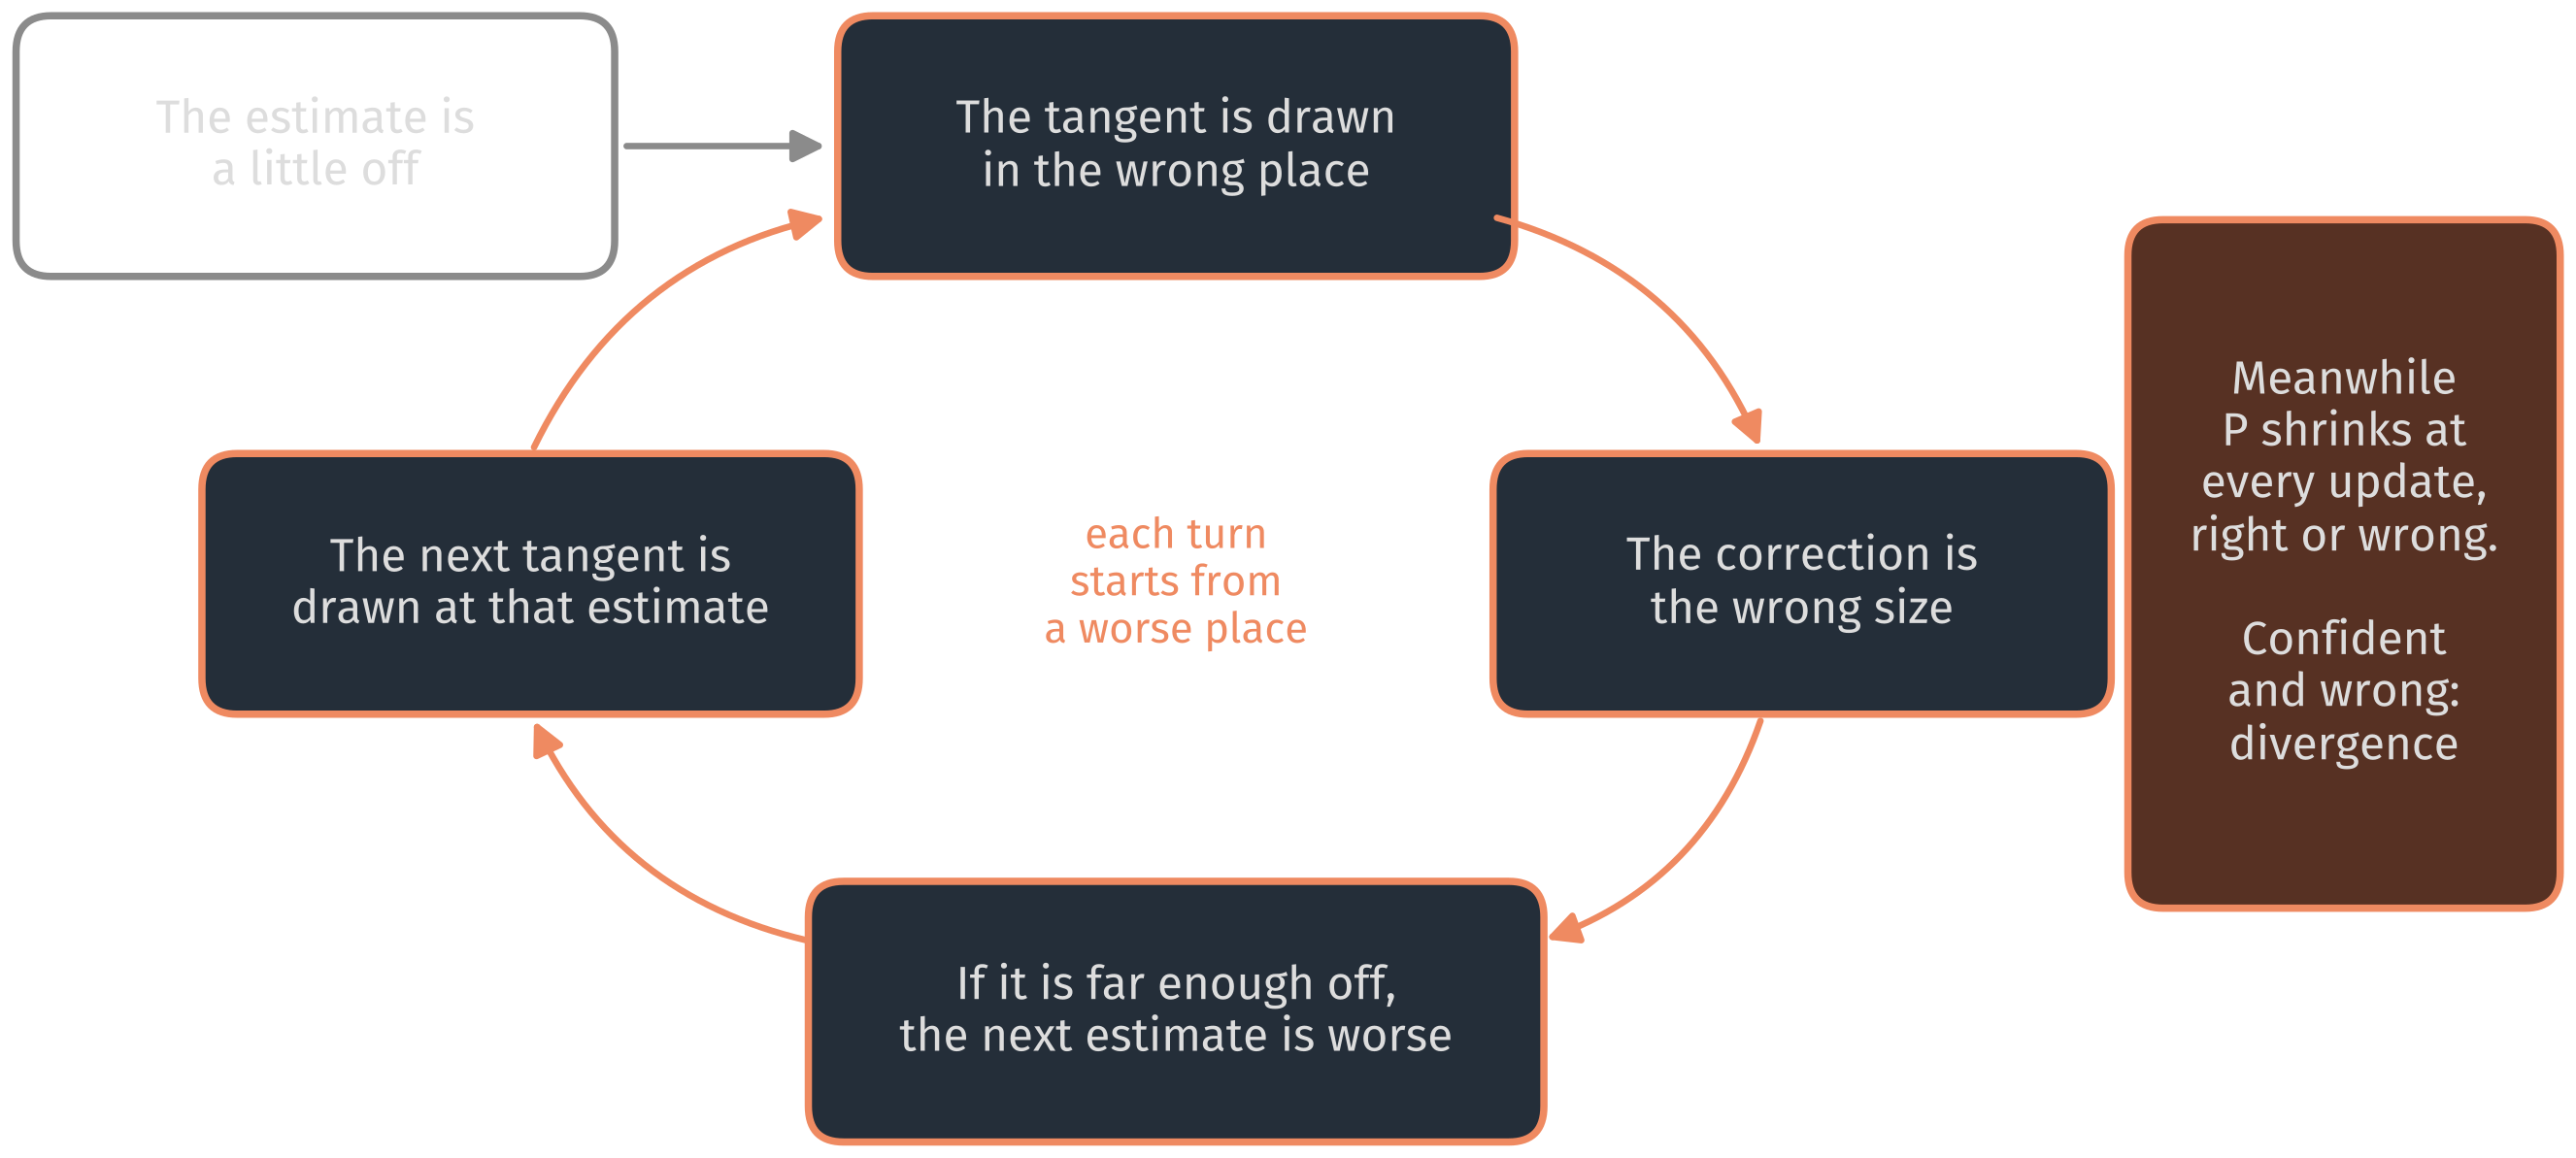 The estimate is
a little off
The tangent is drawn
in the wrong place
The correction is
the wrong size
If it is far enough off,
the next estimate is worse
The next tangent is
drawn at that estimate
each turn
starts from
a worse place
Meanwhile
P shrinks at
every update,
right or wrong.
Confident
and wrong:
divergence